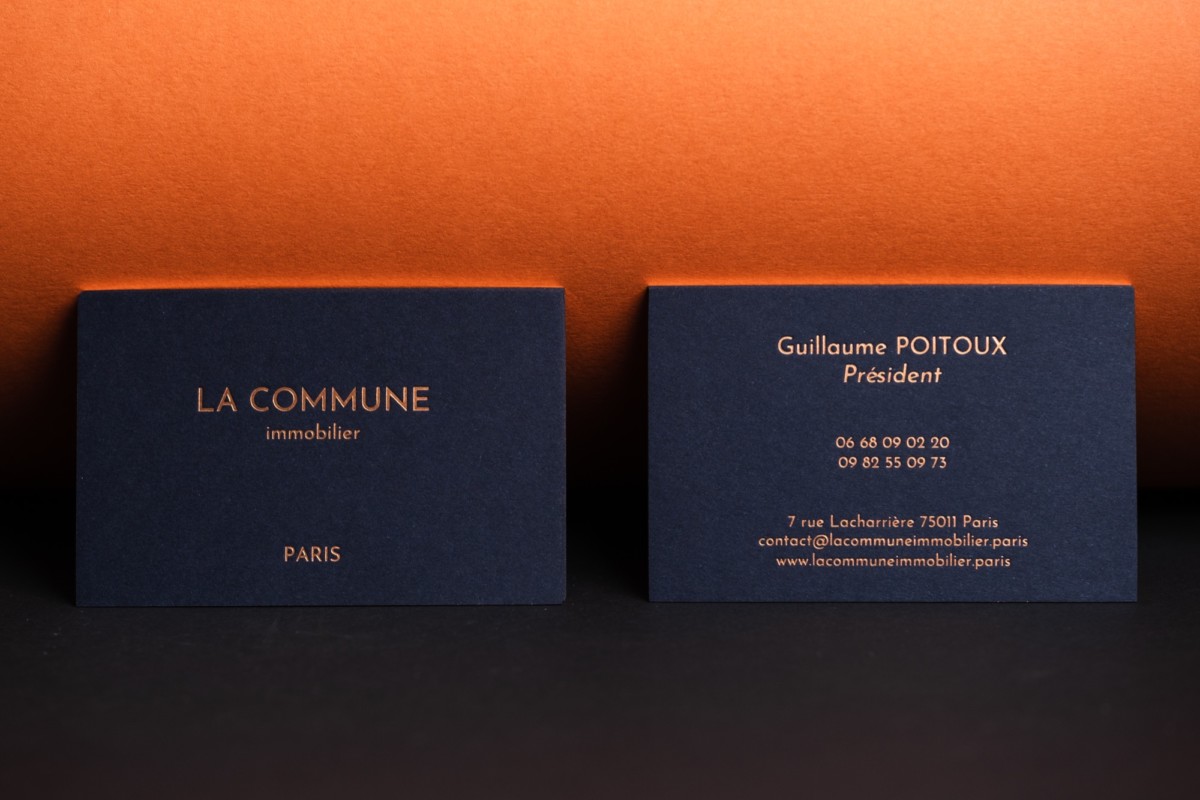 LA COMMUNE
immobilier
PARIS
Guillaume POITOUX
Président
06 68 09 02 20
09 82 55 09 73
7 rue Lacharrière 75011 Paris
contact@lacommuneimmobilier.paris
www.lacommuneimmobilier.paris